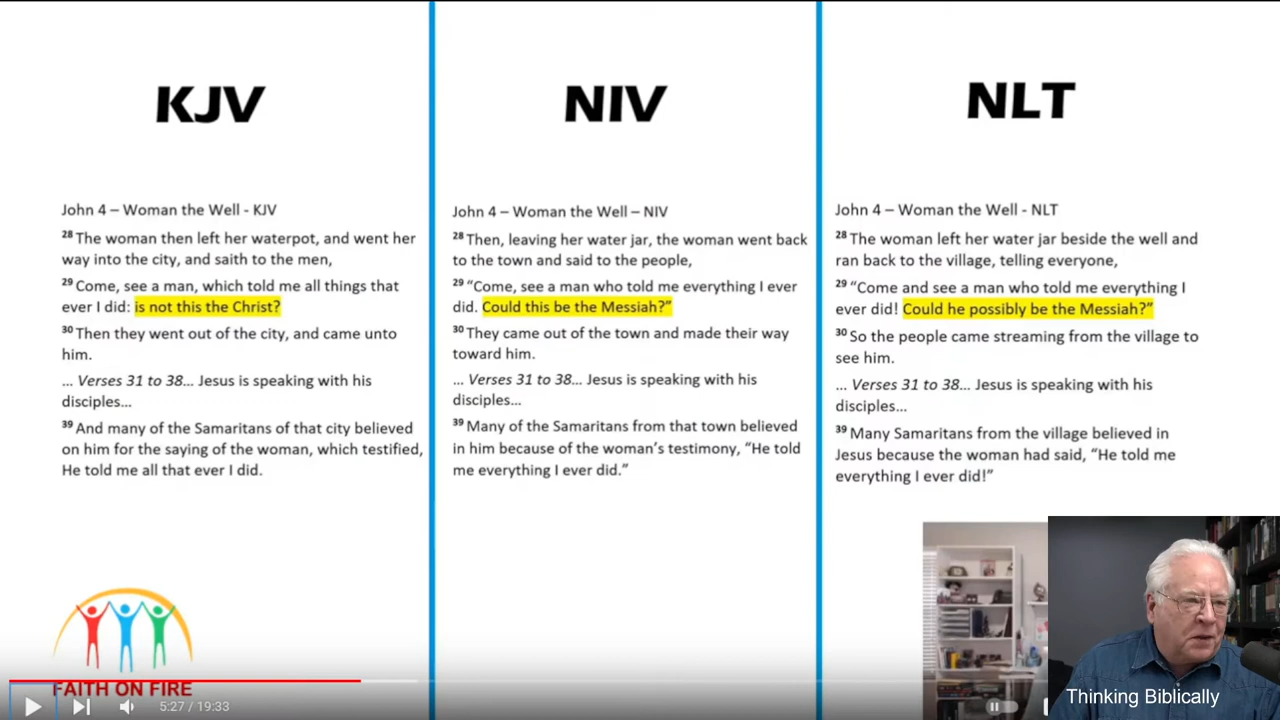 KJV
John 4 – Woman the Well - KJV
28 The woman then left her waterpot, and went her
way into the city, and saith to the men,
29 Come, see a man, which told me all things that
ever I did: is not this the Christ?
30 Then they went out of the city, and came unto
him.
... Verses 31 to 38... Jesus is speaking with his
disciples...
39 And many of the Samaritans of that city believed
on him for the saying of the woman, which testified,
He told me all that ever I did.
NIV
John 4 – Woman the Well – NIV
28 Then, leaving her water jar, the woman went back
to the town and said to the people,
29 “Come, see a man who told me everything I ever
did. Could this be the Messiah?”
30 They came out of the town and made their way
toward him.
... Verses 31 to 38... Jesus is speaking with his
disciples...
39 Many of the Samaritans from that town believed
in him because of the woman’s testimony, “He told
me everything I ever did.”
NLT
John 4 – Woman the Well - NLT
28 The woman left her water jar beside the well and
ran back to the village, telling everyone,
29 “Come and see a man who told me everything I
ever did! Could he possibly be the Messiah?”
30 So the people came streaming from the village to
see him.
... Verses 31 to 38... Jesus is speaking with his
disciples...
39 Many Samaritans from the village believed in
Jesus because the woman had said, “He told me
everything I ever did!”
FAITH ON FIRE
5:27 / 19:33
Thinking Biblically